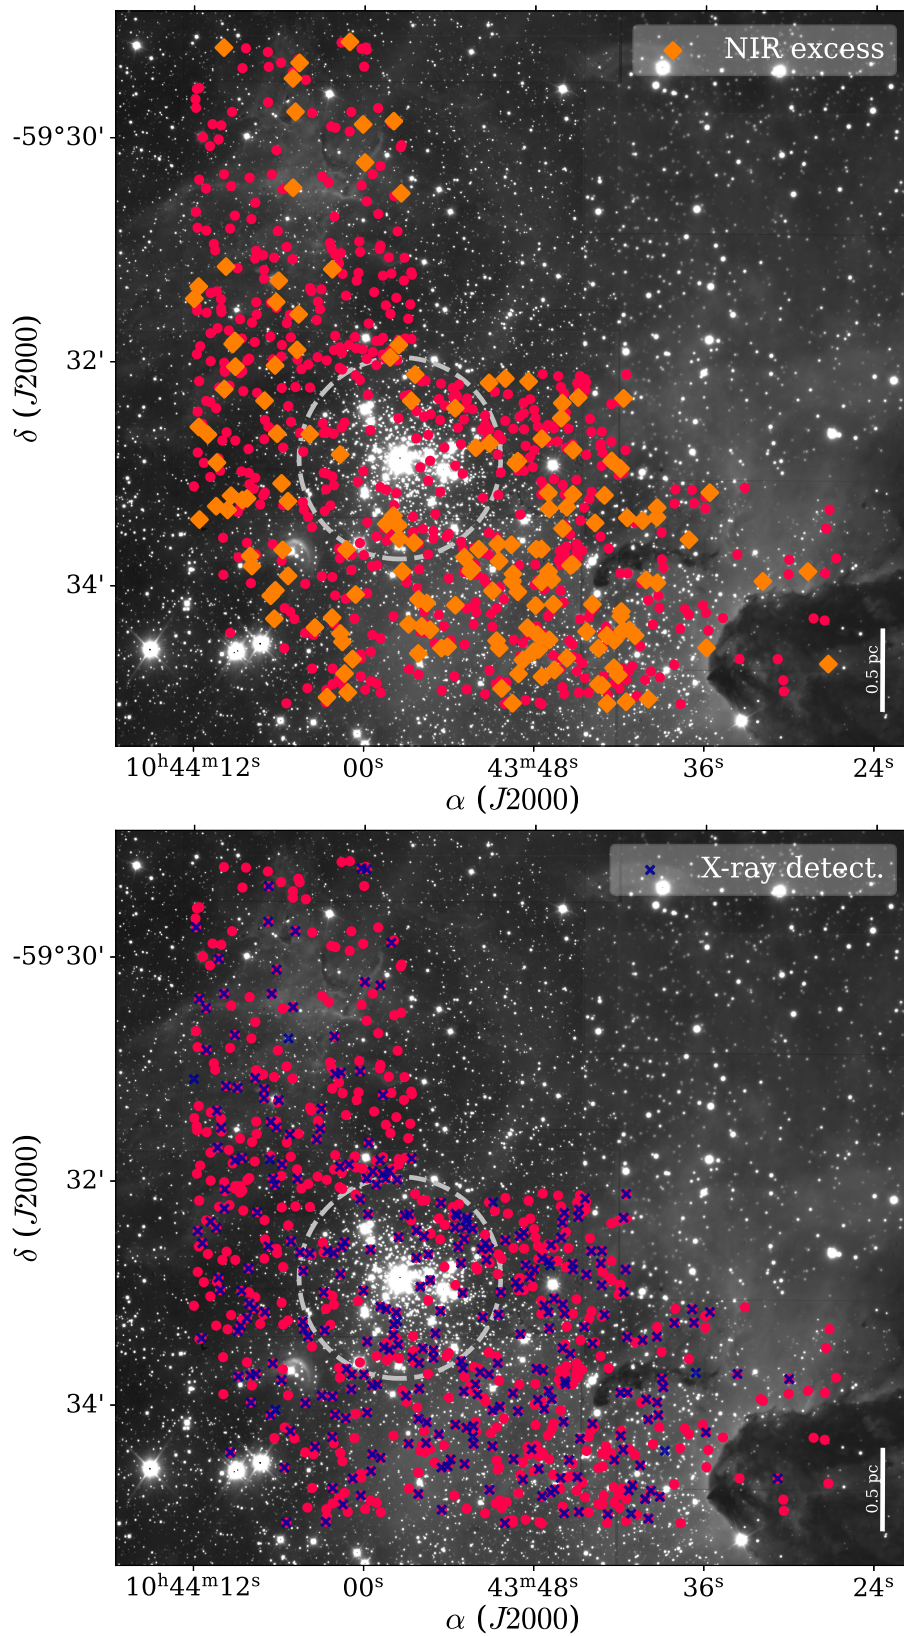 NIR excess
-59°30'
32'
34'
δ (J2000)
0.5 pc
10ʰ44ᵐ12ˢ 00ˢ 43ᵐ48ˢ 36ˢ 24ˢ
α (J2000)
X-ray detect.
-59°30'
32'
34'
δ (J2000)
0.5 pc
10ʰ44ᵐ12ˢ 00ˢ 43ᵐ48ˢ 36ˢ 24ˢ
α (J2000)